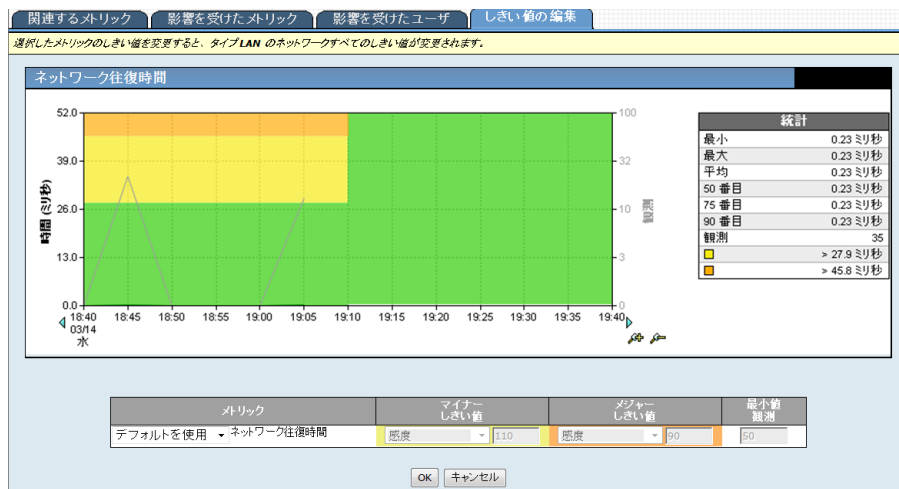 関連するメトリック 影響を受けたメトリック 影響を受けたユーザ しきい値の編集
選択したメトリックのしきい値を変更すると、タイプ LAN のネットワークすべてのしきい値が変更されます。
ネットワーク往復時間
時間 (ミリ秒)
52.0
39.0
26.0
13.0
0.0
100
32
10
3
0
観測
18:40 18:45 18:50 18:55 19:00 19:05 19:10 19:15 19:20 19:25 19:30 19:35 19:40
03/14
水
統計
最小 0.23 ミリ秒
最大 0.23 ミリ秒
平均 0.23 ミリ秒
50 番目 0.23 ミリ秒
75 番目 0.23 ミリ秒
90 番目 0.23 ミリ秒
観測 35
> 27.9 ミリ秒
> 45.8 ミリ秒
メトリック マイナー しきい値 メジャー しきい値 最小値 観測
デフォルトを使用 ネットワーク往復時間 感度 110 感度 90 50
OK キャンセル